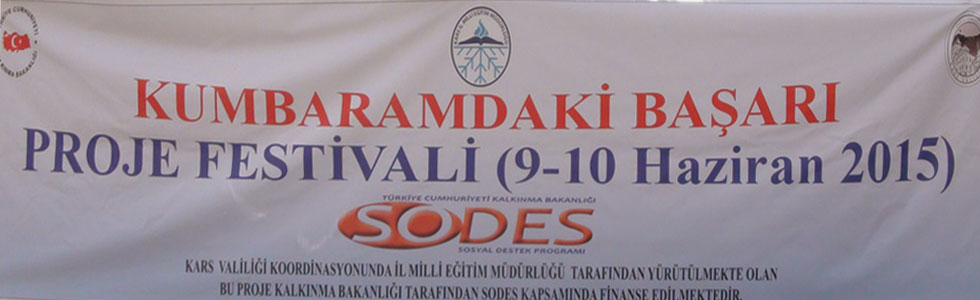 KUMBARAMDAKİ BAŞARI
PROJE FESTİVALİ (9-10 Haziran 2015)
TÜRKİYE CUMHURİYETİ KALKINMA BAKANLIĞI
SODES
SOSYAL DESTEK PROGRAMI
KARS VALİLİĞİ KOORDİNASYONUNDA İL MİLLİ EĞİTİM MÜDÜRLÜĞÜ TARAFINDAN YÜRÜTÜLMEKTE OLAN
BU PROJE KALKINMA BAKANLIĞI TARAFINDAN SODES KAPSAMINDA FİNANSE EDİLMEKTEDİR.